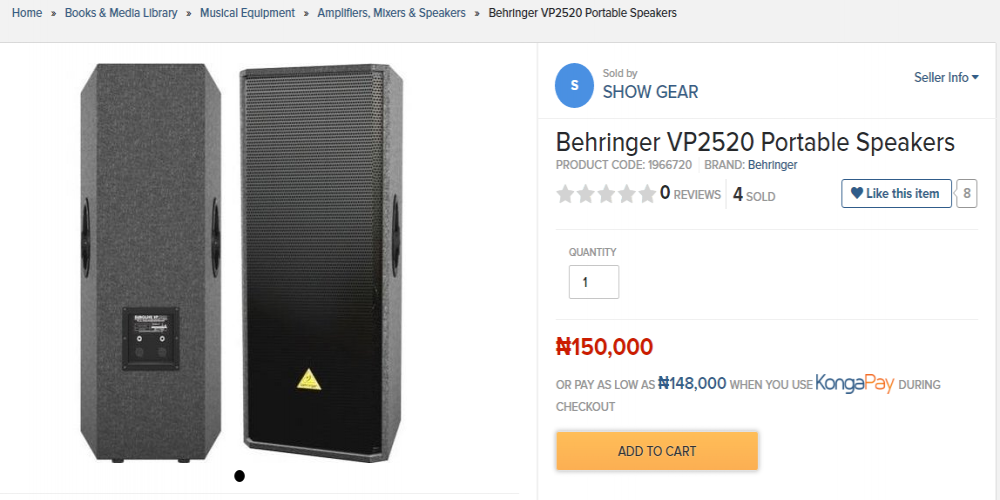 Home » Books & Media Library » Musical Equipment » Amplifiers, Mixers & Speakers » Behringer VP2520 Portable Speakers
S
Sold by
SHOW GEAR
Seller Info
Behringer VP2520 Portable Speakers
PRODUCT CODE: 1966720 BRAND: Behringer
0 REVIEWS 4 SOLD
Like this item 8
QUANTITY
1
₦150,000
OR PAY AS LOW AS ₦148,000 WHEN YOU USE KongaPay DURING
CHECKOUT
ADD TO CART